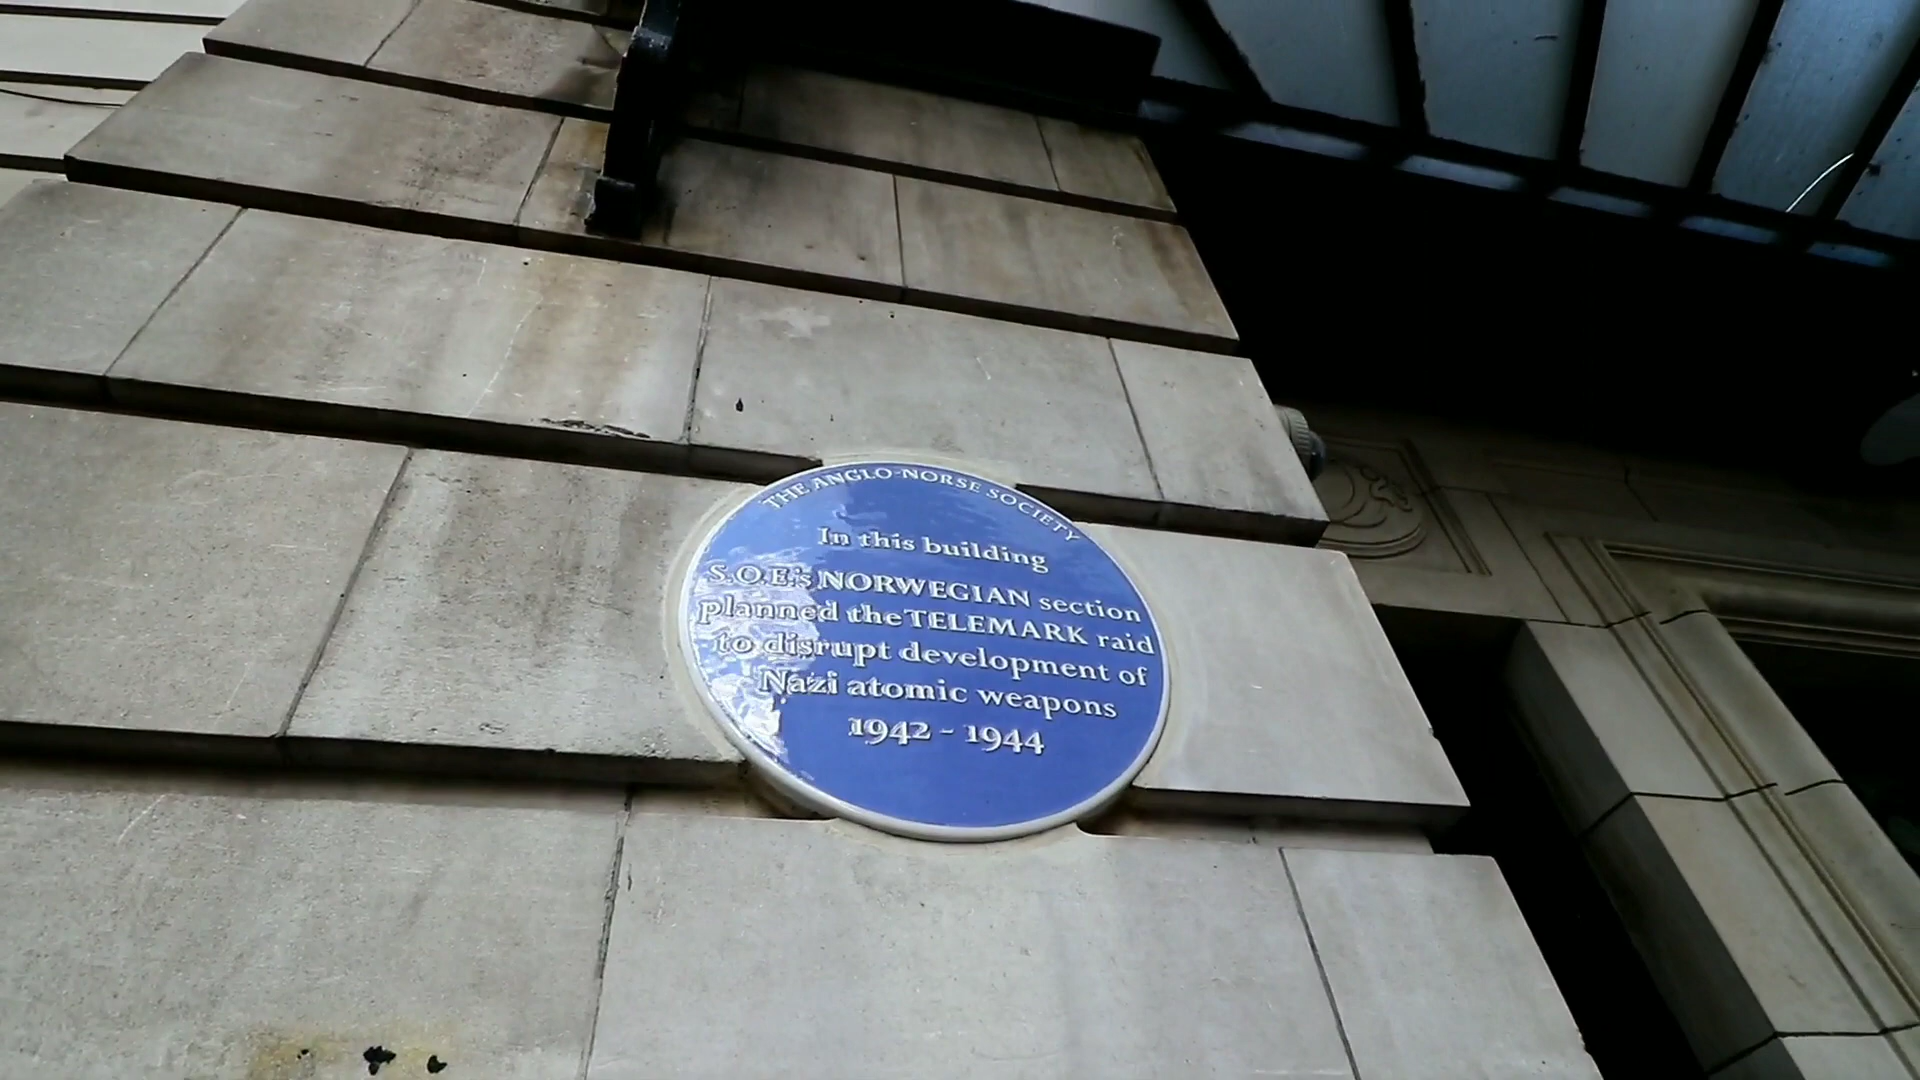 THE ANGLO-NORSE SOCIETY
In this building
S.O.E.'s NORWEGIAN section
planned the TELEMARK raid
to disrupt development of
Nazi atomic weapons
1942 - 1944